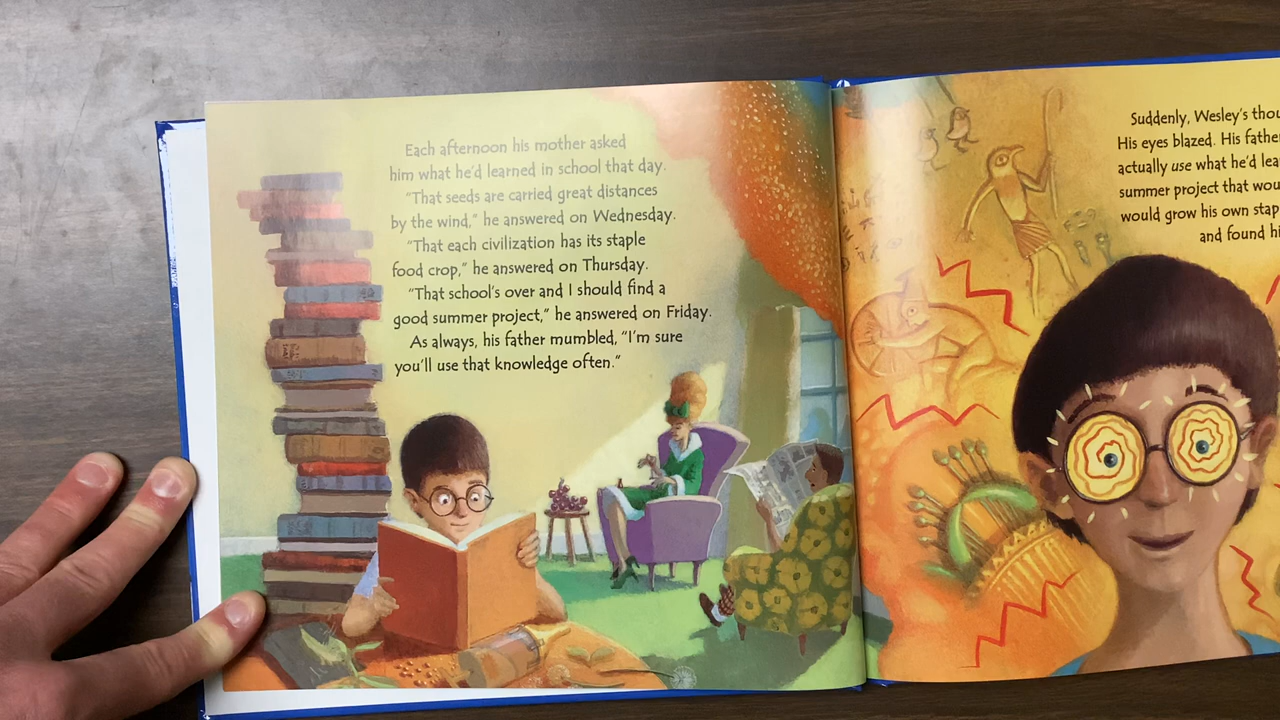 Each afternoon his mother asked
him what he'd learned in school that day.
"That seeds are carried great distances
by the wind," he answered on Wednesday.
"That each civilization has its staple
food crop," he answered on Thursday.
"That school's over and I should find a
good summer project," he answered on Friday.
As always, his father mumbled, "I'm sure
you'll use that knowledge often."
Suddenly, Wesley's thou
His eyes blazed. His father
actually use what he'd lea
summer project that wou
would grow his own stap
and found hi